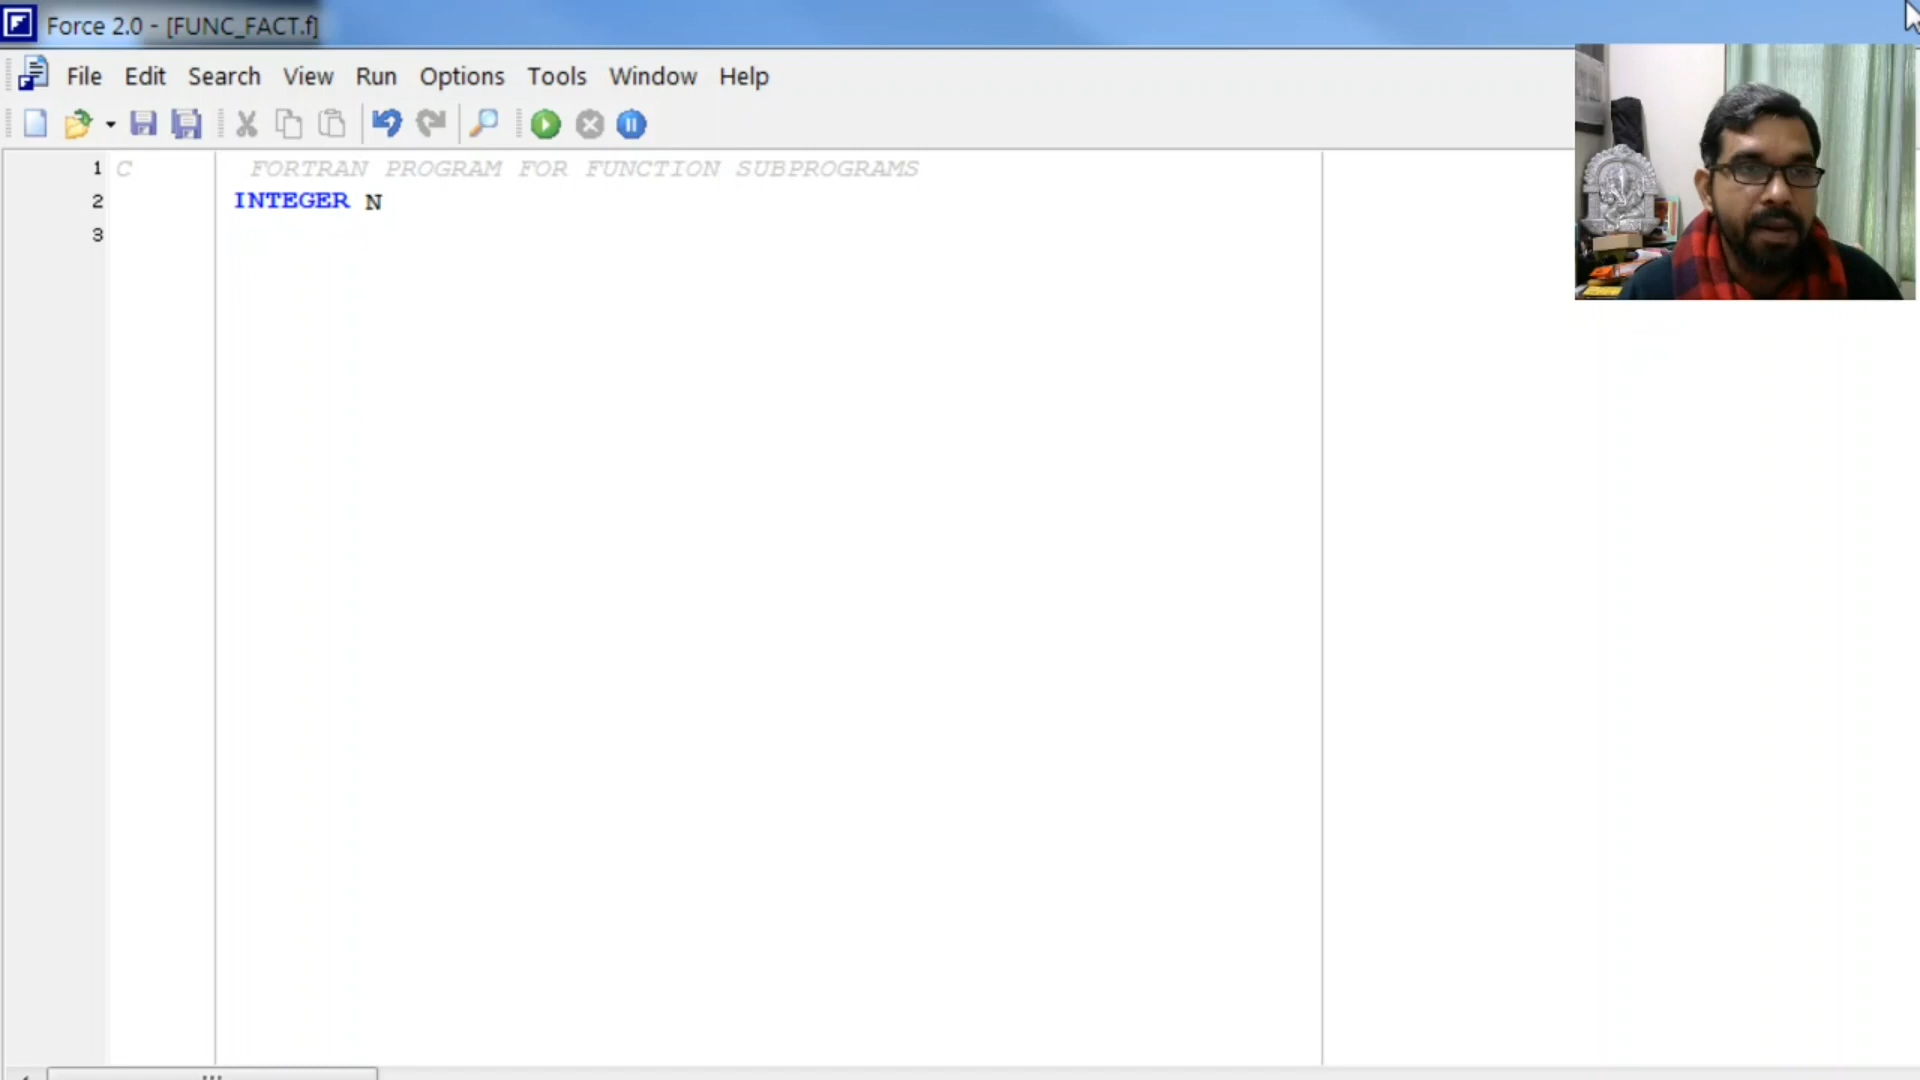 Force 2.0 - [FUNC_FACT.f]
File Edit Search View Run Options Tools Window Help
1 C FORTRAN PROGRAM FOR FUNCTION SUBPROGRAMS
2 INTEGER N
3